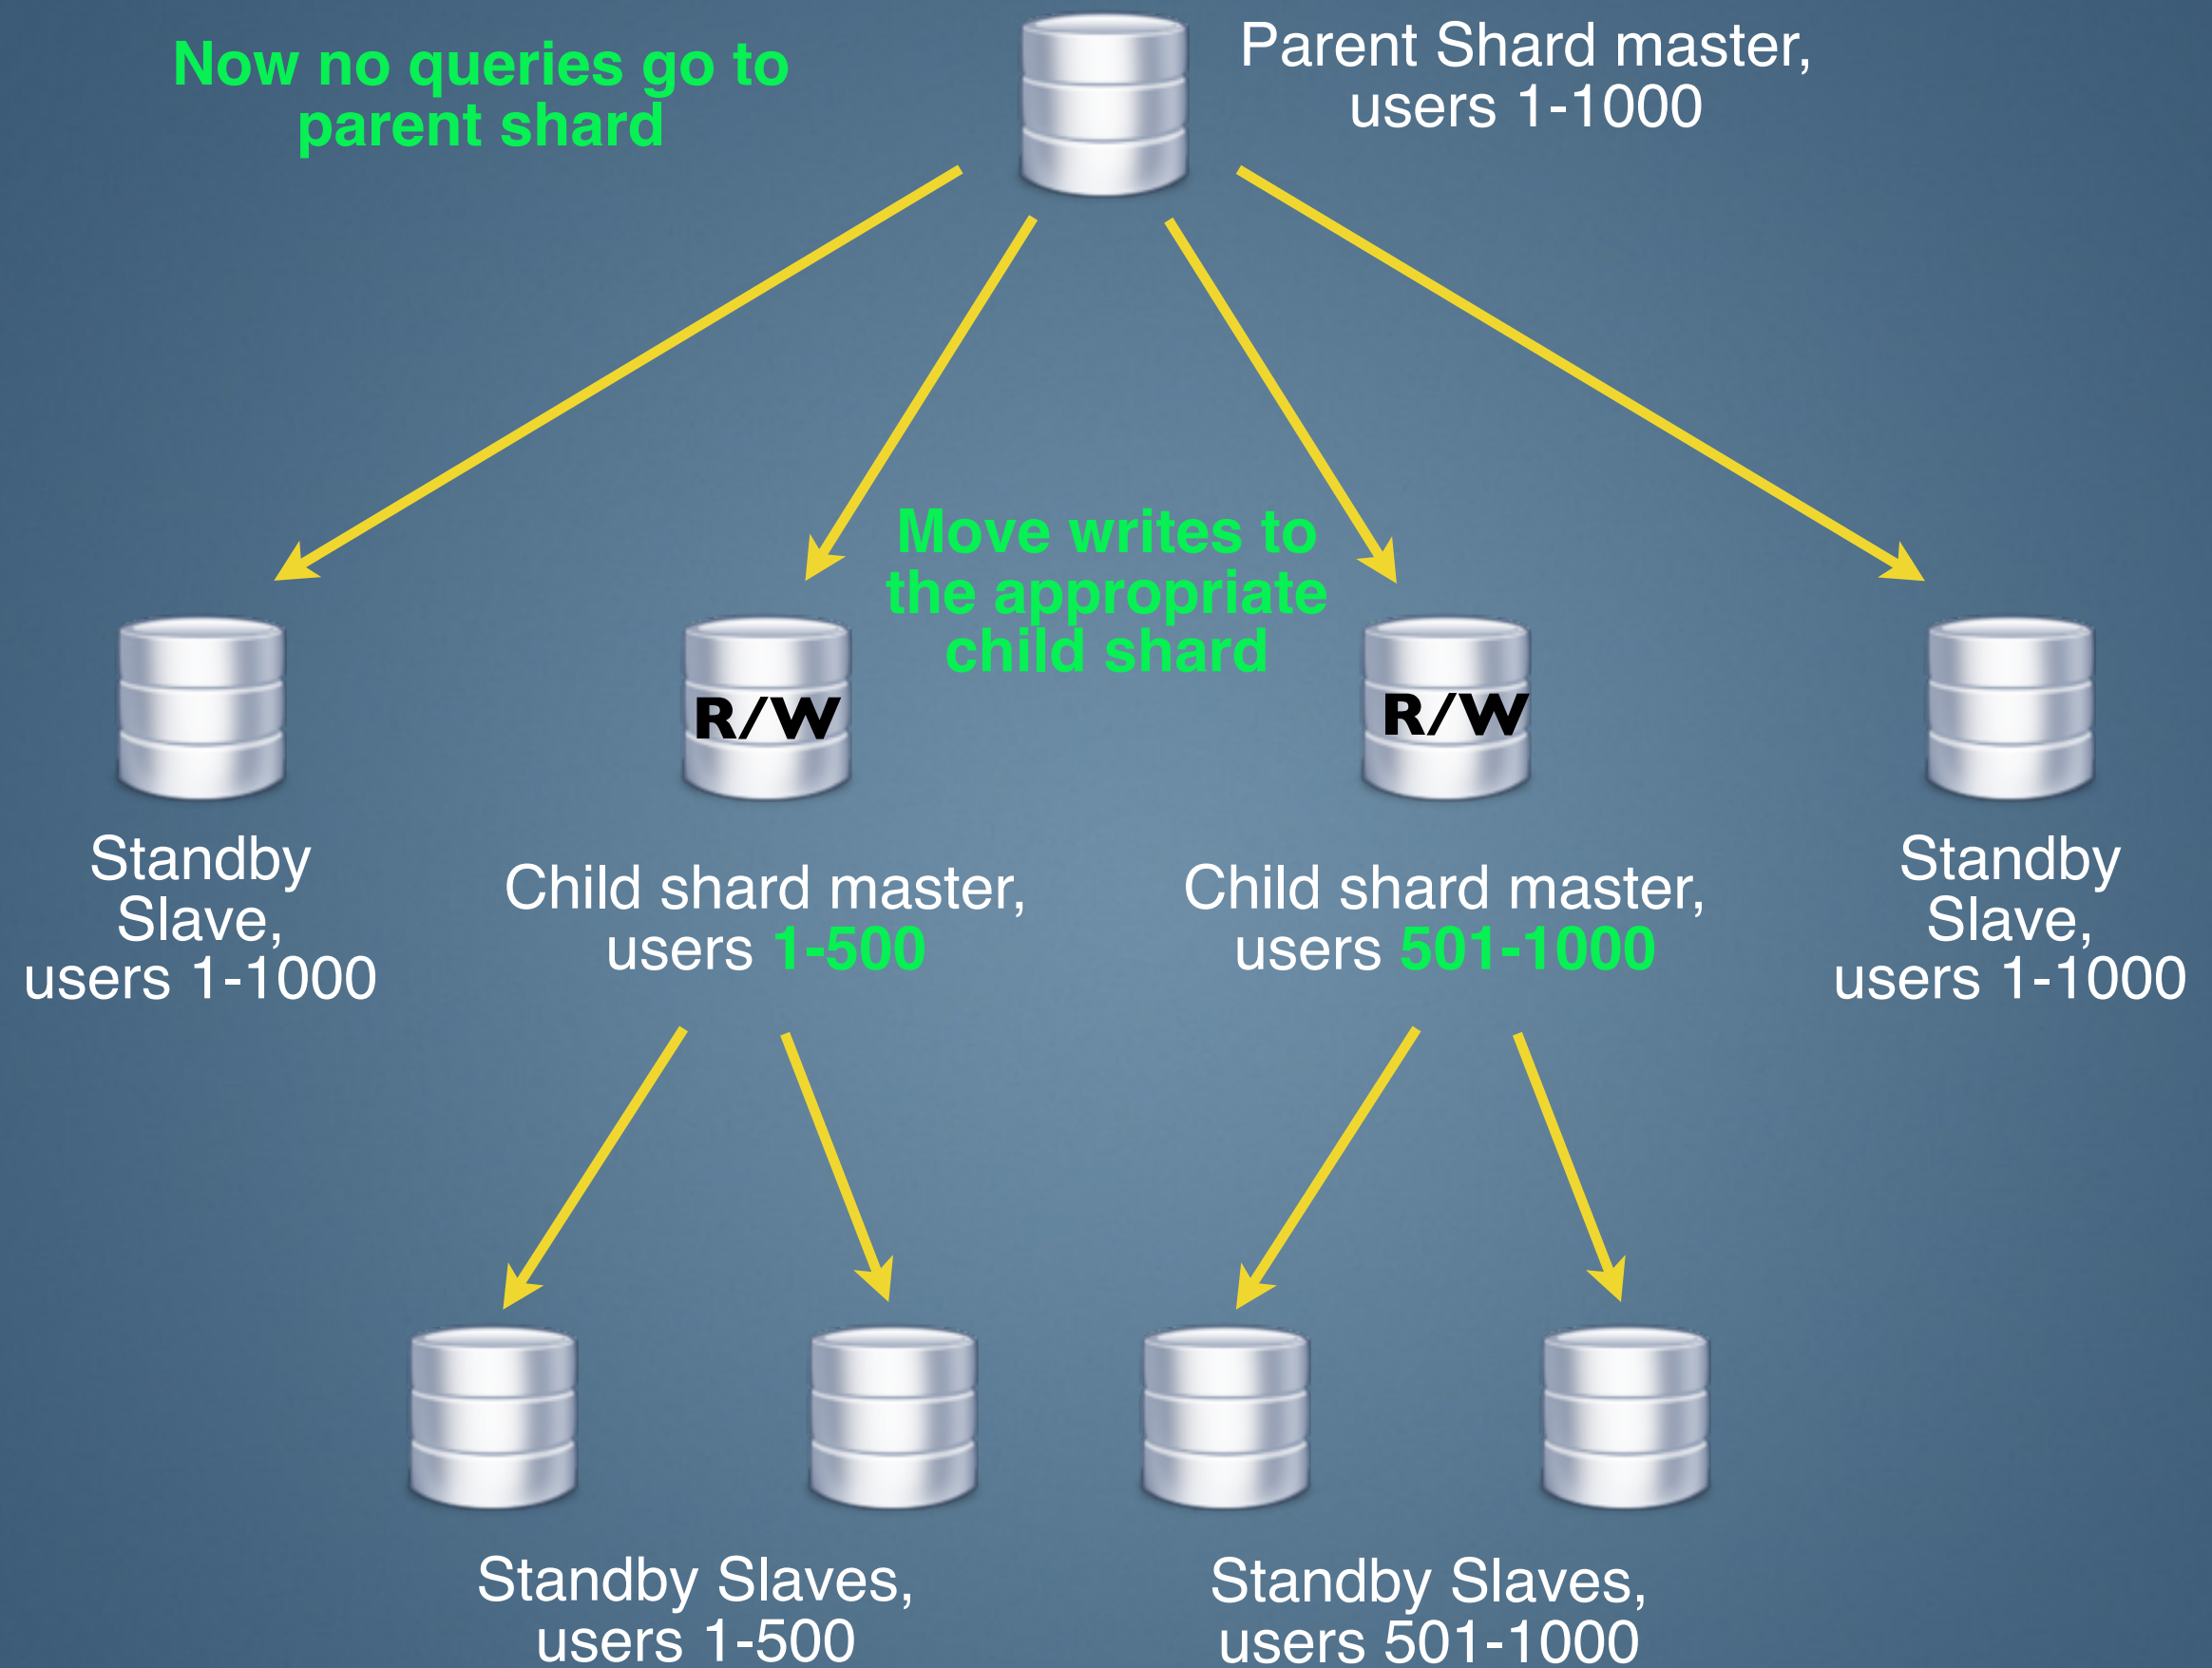 Now no queries go to
parent shard
Parent Shard master,
users 1-1000
Move writes to
the appropriate
child shard
R/W
R/W
Standby
Slave,
users 1-1000
Child shard master,
users 1-500
Child shard master,
users 501-1000
Standby
Slave,
users 1-1000
Standby Slaves,
users 1-500
Standby Slaves,
users 501-1000